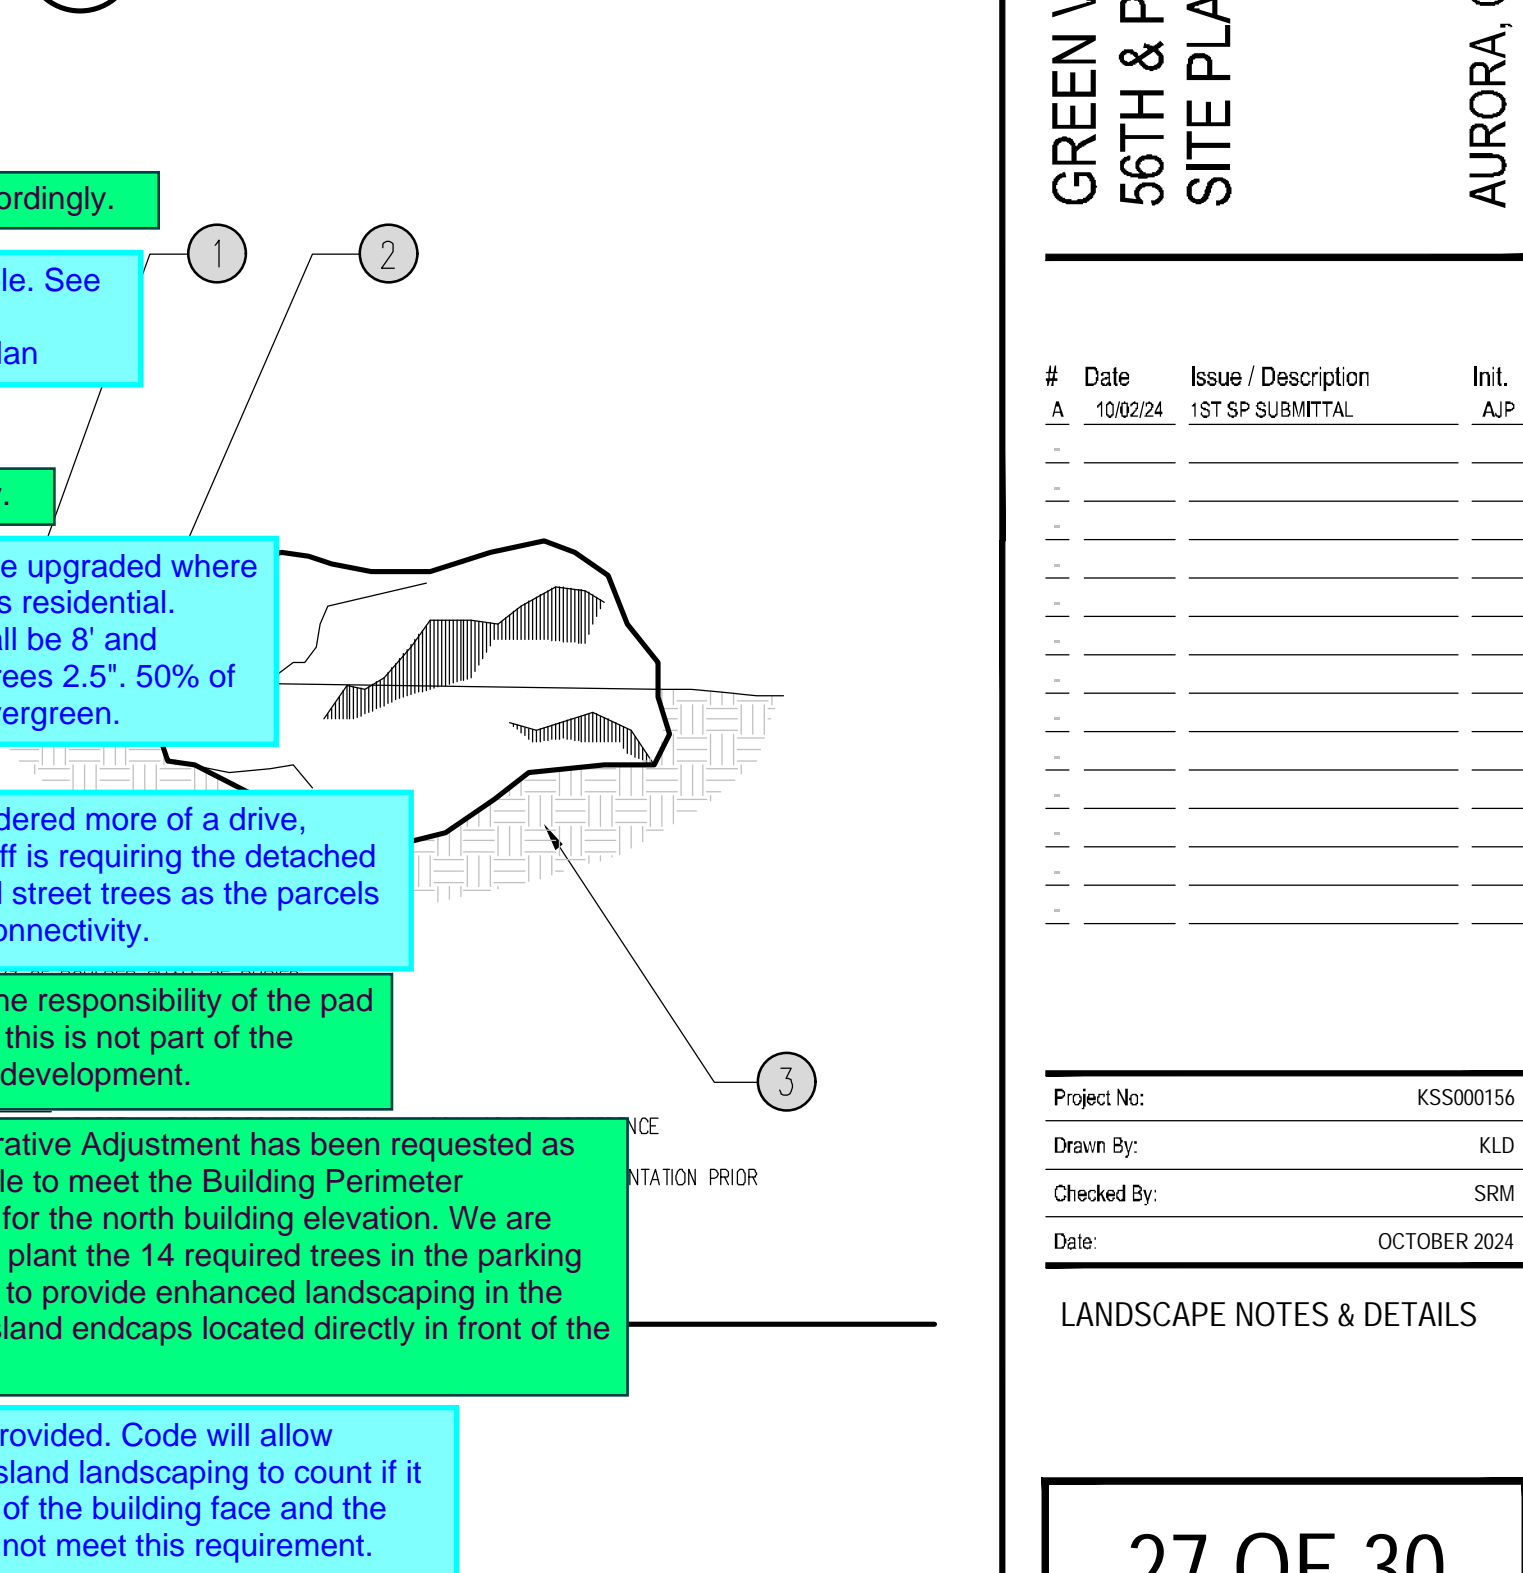 ordingly.
1
2
le. See
lan
.
e upgraded where
s residential.
all be 8' and
rees 2.5". 50% of
vergreen.
dered more of a drive,
ff is requiring the detached
street trees as the parcels
onnectivity.
he responsibility of the pad
this is not part of the
development.
3
NCE
rative Adjustment has been requested as
le to meet the Building Perimeter
NTATION PRIOR
for the north building elevation. We are
plant the 14 required trees in the parking
to provide enhanced landscaping in the
sland endcaps located directly in front of the
rovided. Code will allow
sland landscaping to count if it
of the building face and the
not meet this requirement.
GREEN V
56TH & P
SITE PLA
AURORA,
# Date Issue / Description Init.
A 10/02/24 1ST SP SUBMITTAL AJP
Project No: KSS000156
Drawn By: KLD
Checked By: SRM
Date: OCTOBER 2024
LANDSCAPE NOTES & DETAILS
27 OF 30